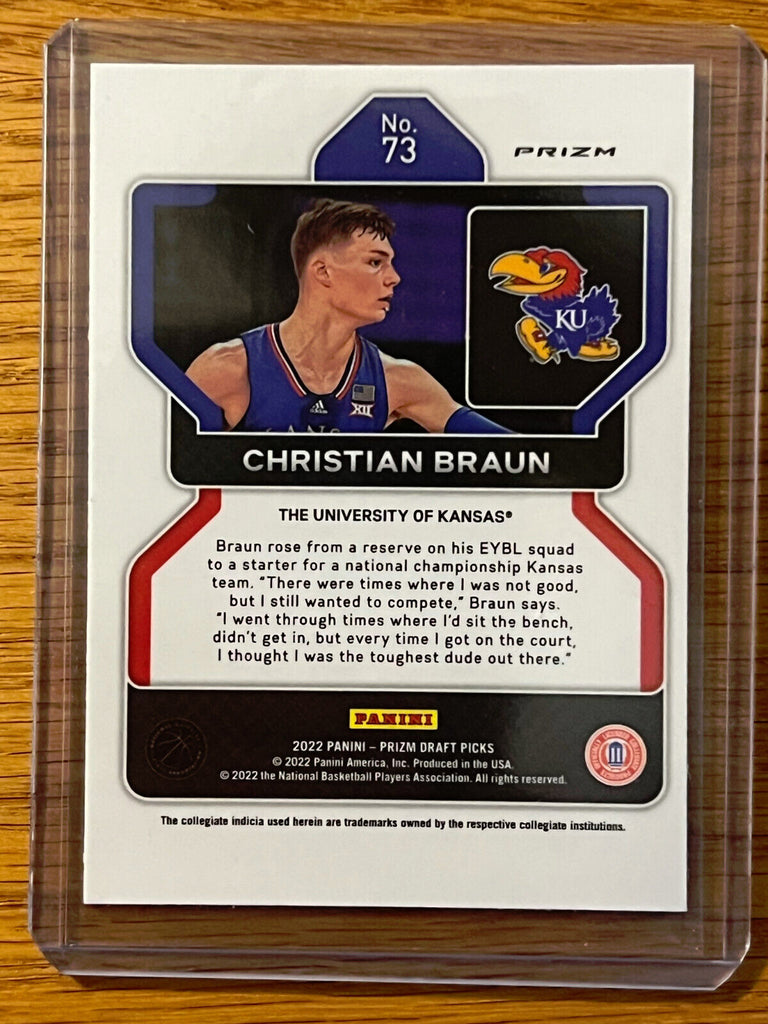 No.
73
PRIZM
KU
XII
KANS
CHRISTIAN BRAUN
THE UNIVERSITY OF KANSAS®
Braun rose from a reserve on his EYBL squad
to a starter for a national championship Kansas
team. "There were times where I was not good,
but I still wanted to compete," Braun says.
"I went through times where I'd sit the bench,
didn't get in, but every time I got on the court,
I thought I was the toughest dude out there."
PANINI
2022 PANINI – PRIZM DRAFT PICKS
© 2022 Panini America, Inc. Produced in the USA.
© 2022 the National Basketball Players Association. All rights reserved.
The collegiate indicia used herein are trademarks owned by the respective collegiate institutions.